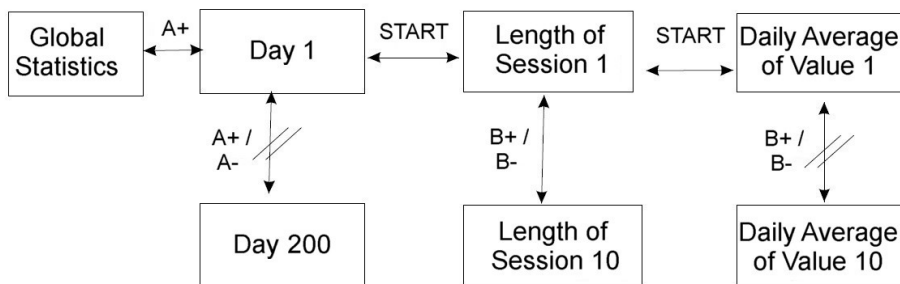 Global
Statistics
A+
Day 1
START
Length of
Session 1
START
Daily Average
of Value 1
A+ /
A-
B+ /
B-
B+ /
B-
Day 200
Length of
Session 10
Daily Average
of Value 10